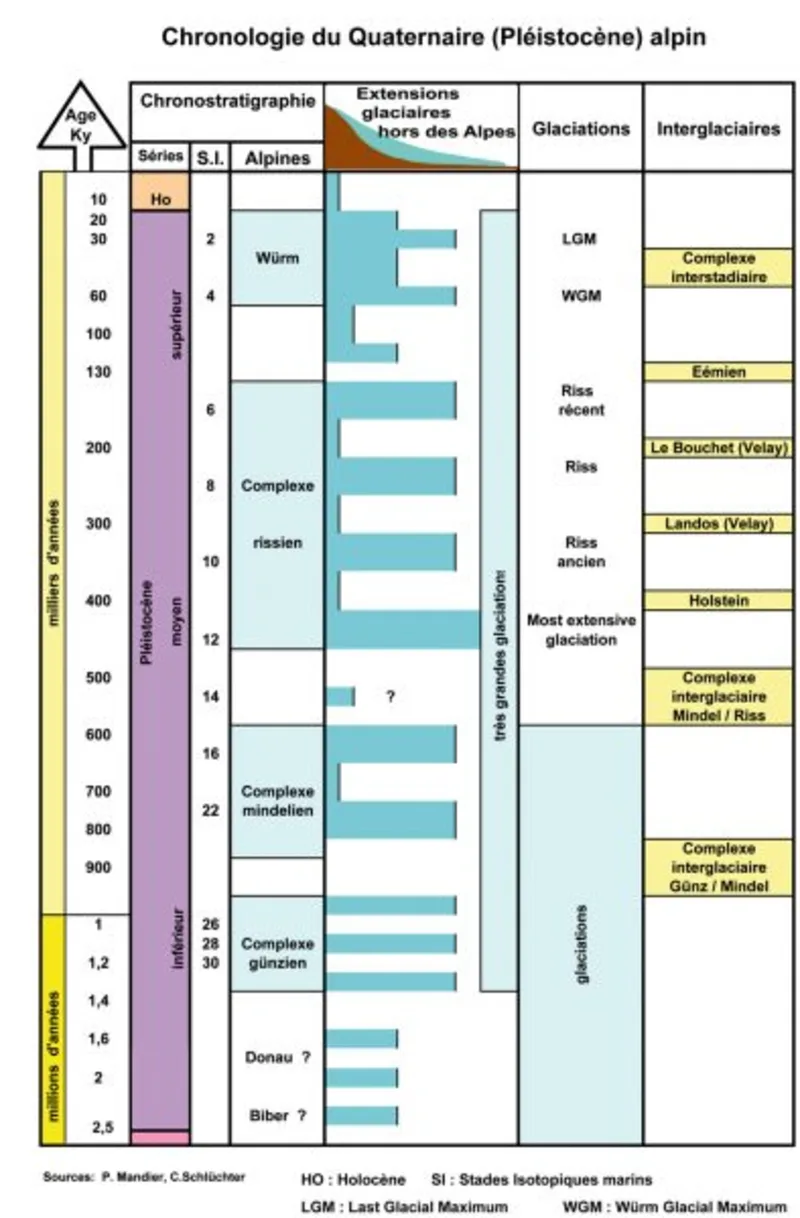 Chronologie du Quaternaire (Pléistocène) alpin
Age
Ky
Chronostratigraphie
Extensions
glaciaires
hors des Alpes
Glaciations
Interglaciaires
Séries
S.I.
Alpines
milliers d'années
millions d'années
10
20
30
60
100
130
200
300
400
500
600
700
800
900
1
1,2
1,4
1,6
2
2,5
Ho
Pléistocène
supérieur
moyen
inférieur
2
4
6
8
10
12
14
16
22
26
28
30
Würm
Complexe
rissien
Complexe
mindelien
Complexe
günzien
Donau ?
Biber ?
?
très grandes glaciations
LGM
WGM
Riss
récent
Riss
Riss
ancien
Most extensive
glaciation
glaciations
Complexe
interstadiaire
Eémien
Le Bouchet (Velay)
Landos (Velay)
Holstein
Complexe
interglaciaire
Mindel / Riss
Complexe
interglaciaire
Günz / Mindel
Sources: P. Mandier, C.Schlüchter
HO : Holocène SI : Stades Isotopiques marins
LGM : Last Glacial Maximum WGM : Würm Glacial Maximum